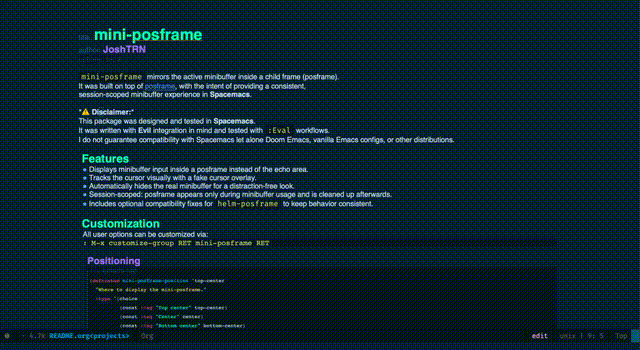 title: mini-posframe
author: JoshTRN
mini-posframe mirrors the active minibuffer inside a child frame (posframe).
It was built on top of posframe, with the intent of providing a consistent,
session-scoped minibuffer experience in Spacemacs.
*⚠ Disclaimer:*
This package was designed and tested in Spacemacs.
It was written with Evil integration in mind and tested with :Eval workflows.
I do not guarantee compatibility with Spacemacs let alone Doom Emacs, vanilla Emacs configs, or other distributions.
Features
● Displays minibuffer input inside a posframe instead of the echo area.
● Tracks the cursor visually with a fake cursor overlay.
● Automatically hides the real minibuffer for a distraction-free look.
● Session-scoped: posframe appears only during minibuffer usage and is cleaned up afterwards.
● Includes optional compatibility fixes for helm-posframe to keep behavior consistent.
Customization
All user options can be customized via:
: M-x customize-group RET mini-posframe RET
Positioning
(defcustom mini-posframe-position 'top-center
"Where to display the mini-posframe."
:type '(choice
(const :tag "Top center" top-center)
(const :tag "Center" center)
(const :tag "Bottom center" bottom-center)
- 4.7k README.org<projects> Org edit unix | 9: 5 Top